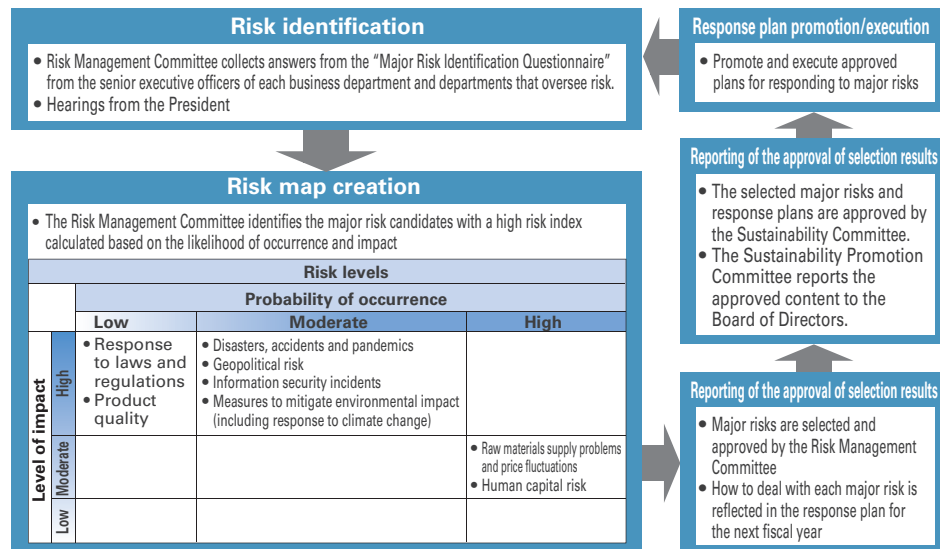 Risk identification
• Risk Management Committee collects answers from the “Major Risk Identification Questionnaire”
from the senior executive officers of each business department and departments that oversee risk.
• Hearings from the President
Risk map creation
• The Risk Management Committee identifies the major risk candidates with a high risk index
calculated based on the likelihood of occurrence and impact
Risk levels
Probability of occurrence
Low
Moderate
High
Level of impact
High
• Response
to laws and
regulations
• Product
quality
• Disasters, accidents and pandemics
• Geopolitical risk
• Information security incidents
• Measures to mitigate environmental impact
(including response to climate change)
Moderate
• Raw materials supply problems
and price fluctuations
• Human capital risk
Low
Reporting of the approval of selection results
• Major risks are selected and
approved by the Risk Management
Committee
• How to deal with each major risk is
reflected in the response plan for
the next fiscal year
Reporting of the approval of selection results
• The selected major risks and
response plans are approved by
the Sustainability Committee.
• The Sustainability Promotion
Committee reports the
approved content to the
Board of Directors.
Response plan promotion/execution
• Promote and execute approved
plans for responding to major risks